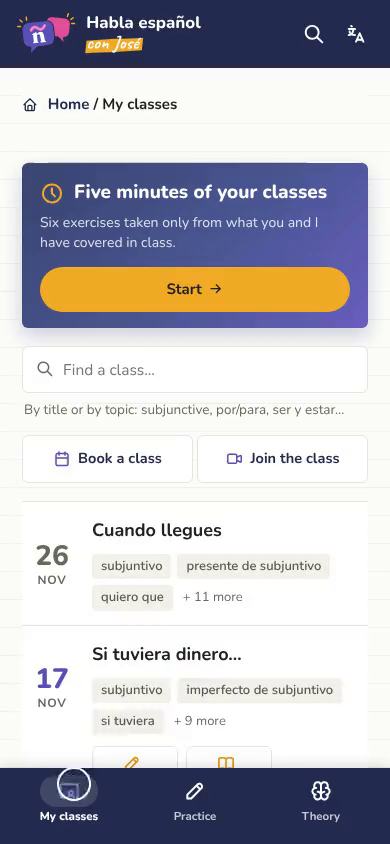 Habla español
con José
Home / My classes
Five minutes of your classes
Six exercises taken only from what you and I
have covered in class.
Start →
Find a class...
By title or by topic: subjunctive, por/para, ser y estar...
Book a class
Join the class
Cuando llegues
26
NOV
subjuntivo
presente de subjuntivo
quiero que
+ 11 more
Si tuviera dinero...
17
NOV
subjuntivo
imperfecto de subjuntivo
si tuviera
+ 9 more
My classes
Practice
Theory